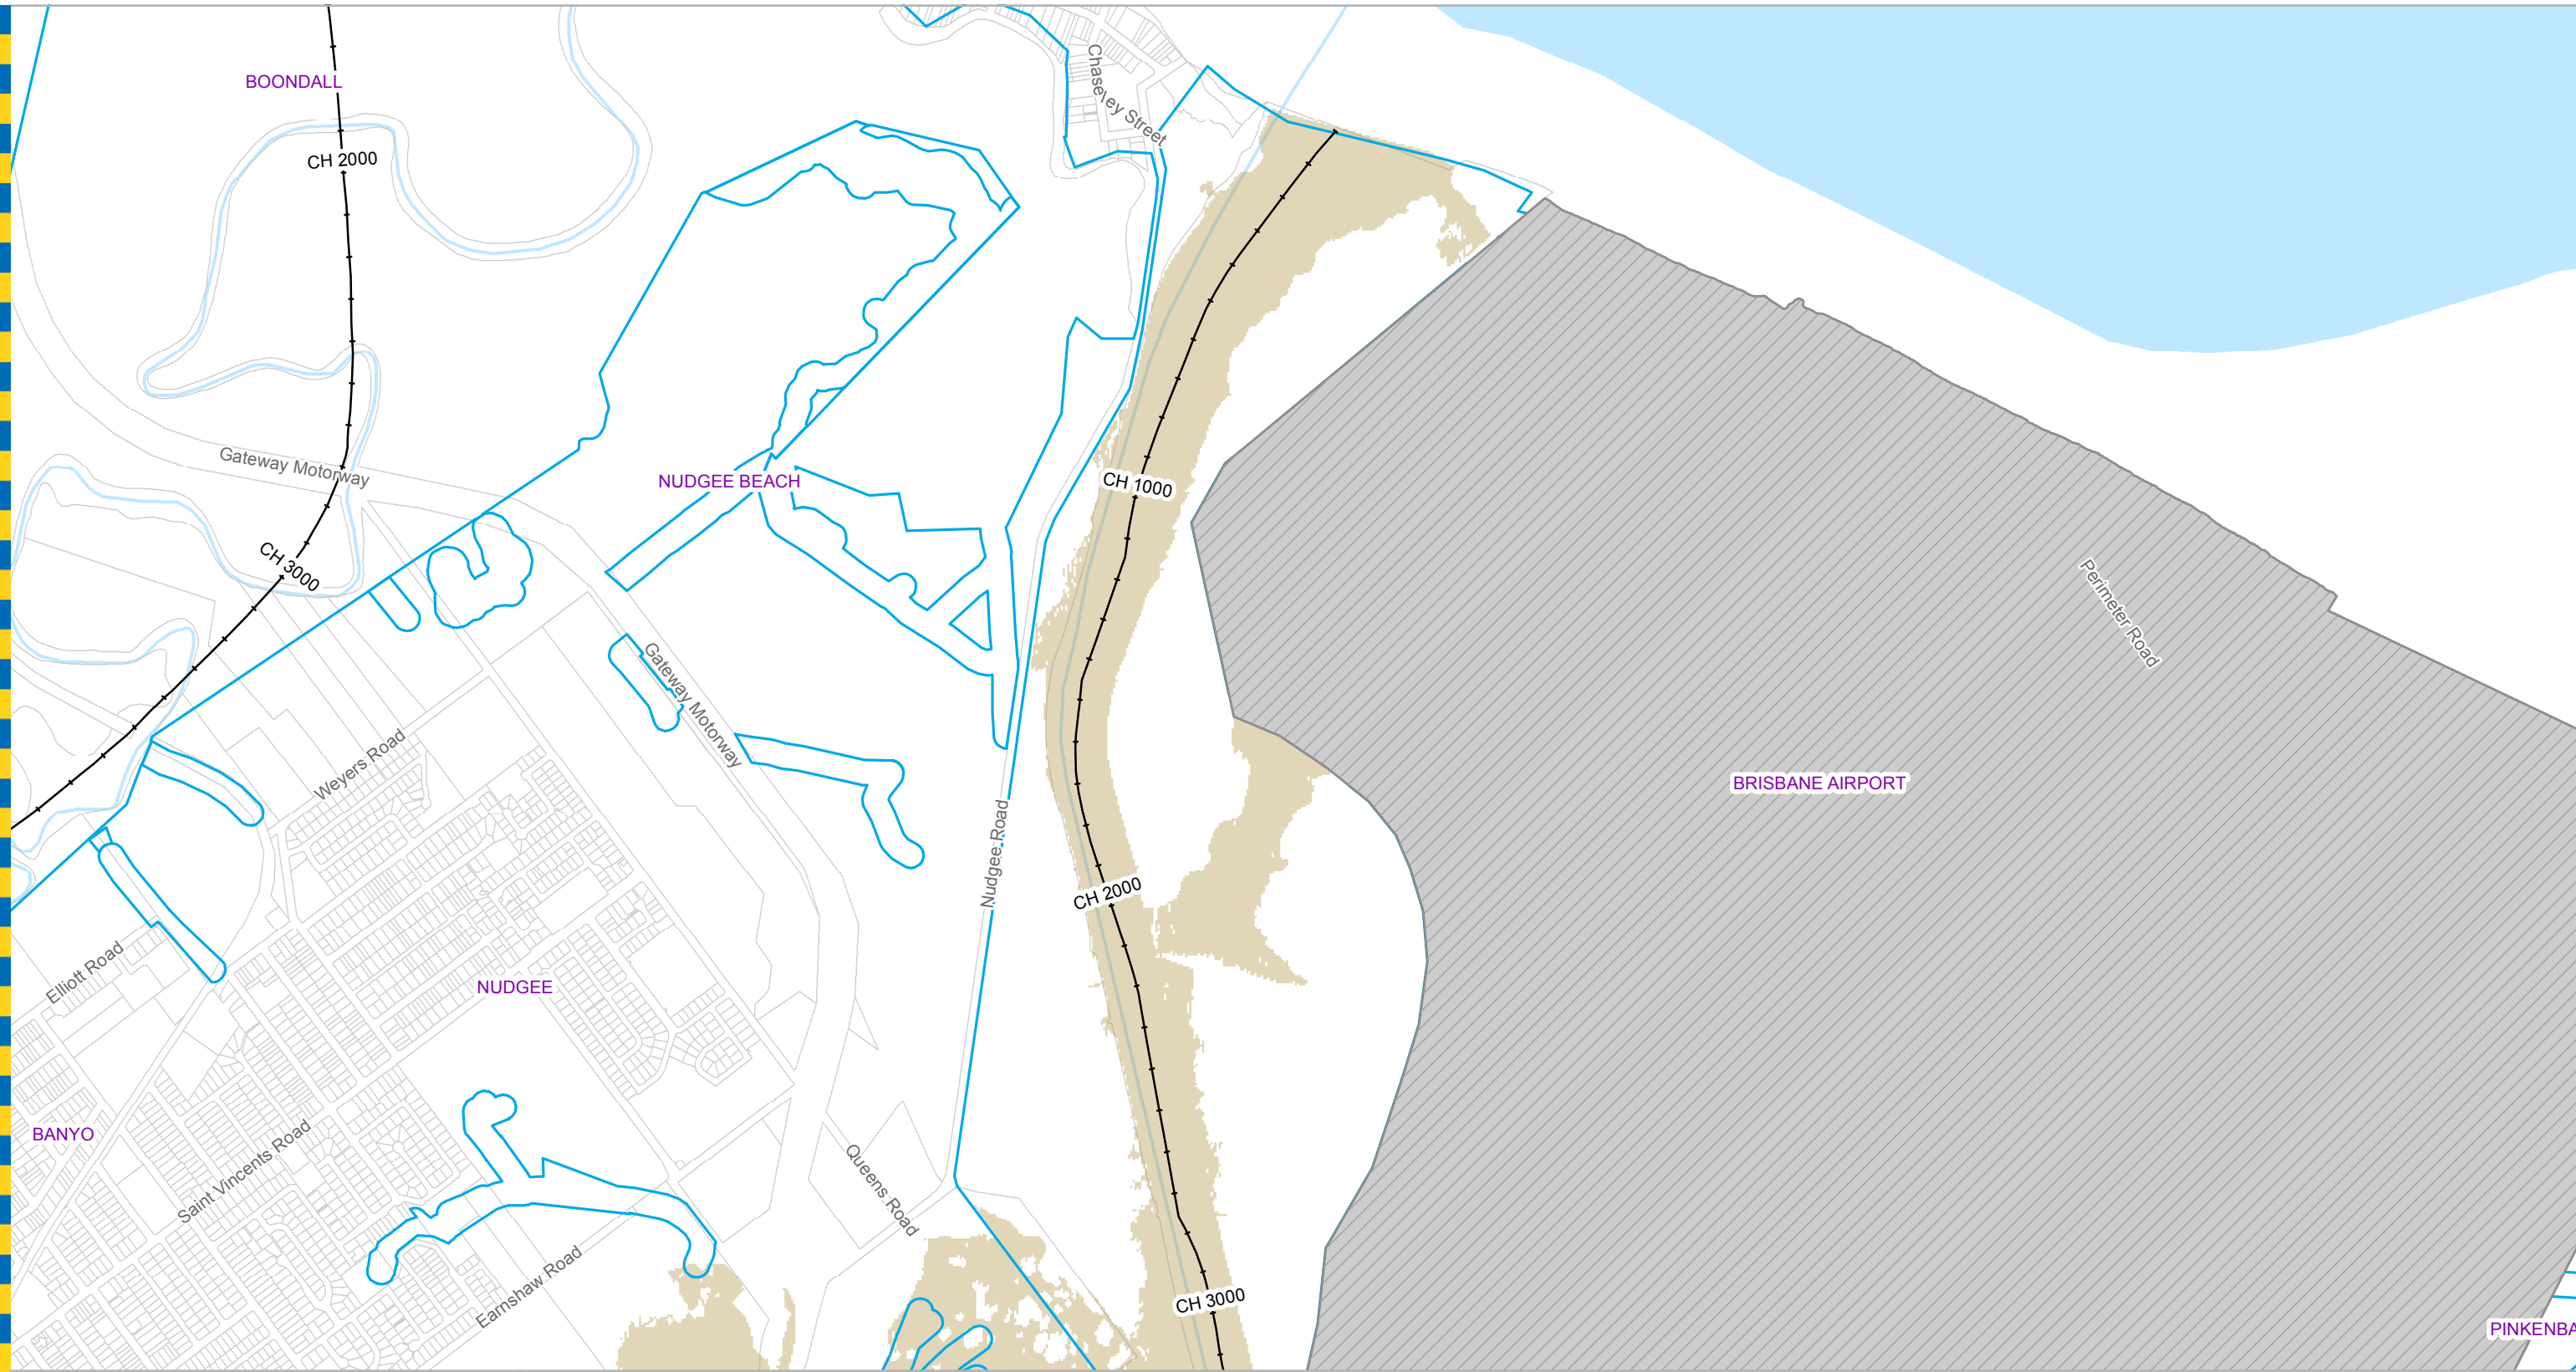 BOONDALL
Chaseley Street
CH 2000
Gateway Motorway
NUDGEE BEACH
CH 1000
CH 3000
Perimeter Road
Gateway Motorway
Weyers Road
BRISBANE AIRPORT
Nudgee Road
CH 2000
Elliott Road
NUDGEE
BANYO
Saint Vincents Road
Queens Road
Earnshaw Road
CH 3000
PINKENBA